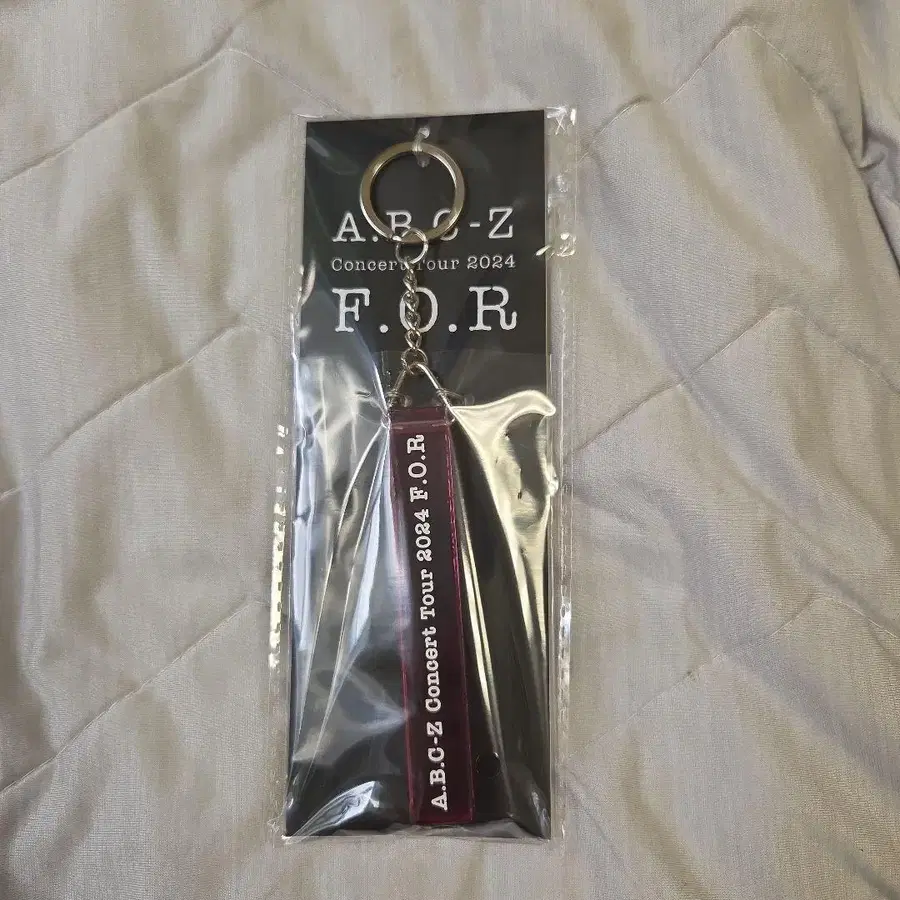 A.B.C-Z
Concert Tour 2024
F.O.R
A.B.C-Z Concert Tour 2024 F.O.R